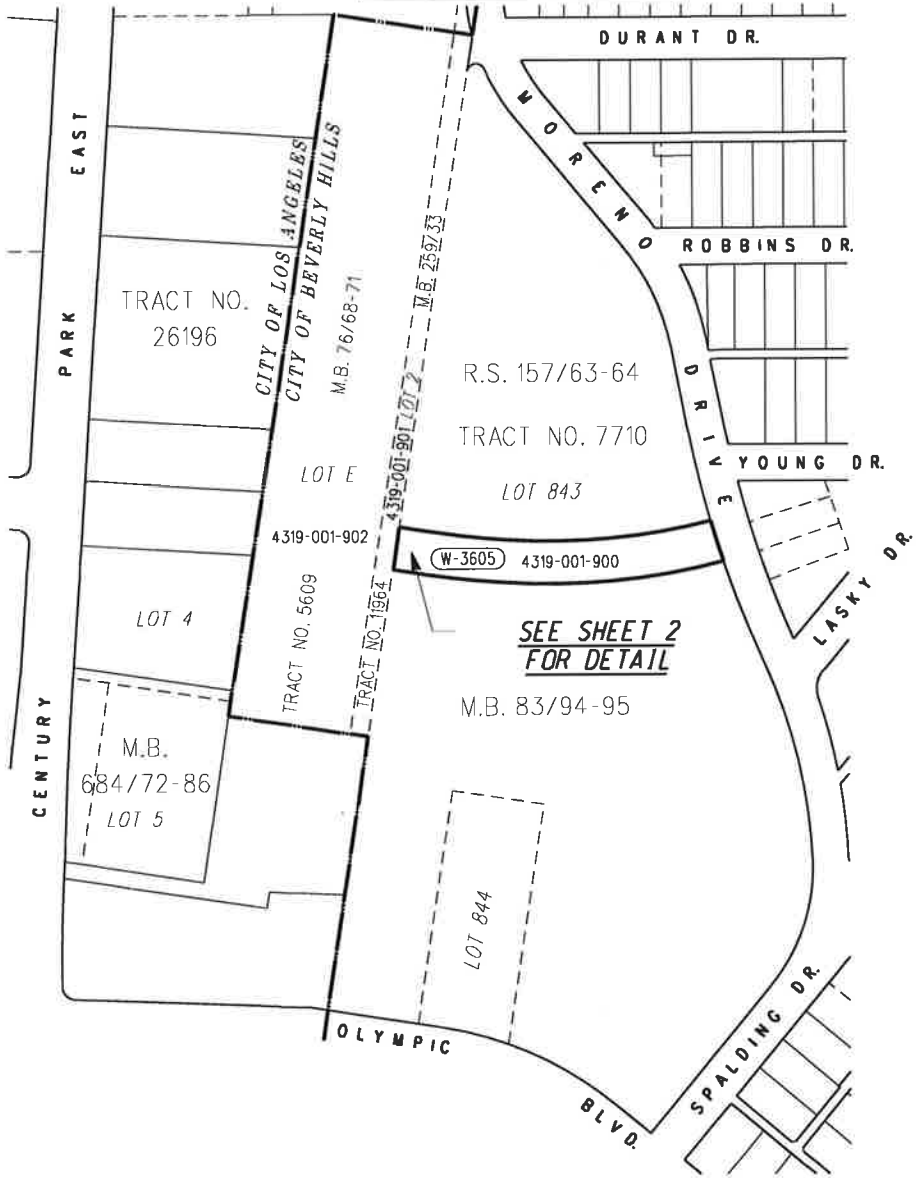 DURANT DR.
MORENO DRIVE
ROBBINS DR.
YOUNG DR.
LASKY DR.
CENTURY PARK EAST
TRACT NO.
26196
CITY OF LOS ANGELES
CITY OF BEVERLY HILLS
M.B. 76/68-71
M.B. 259/33
LOT 2
4319-001-901
R.S. 157/63-64
TRACT NO. 7710
LOT 843
LOT E
4319-001-902
W-3605
4319-001-900
TRACT NO. 5609
TRACT NO. 11964
LOT 4
SEE SHEET 2
FOR DETAIL
M.B. 83/94-95
M.B.
684/72-86
LOT 5
LOT 844
OLYMPIC BLVD.
SPALDING DR.